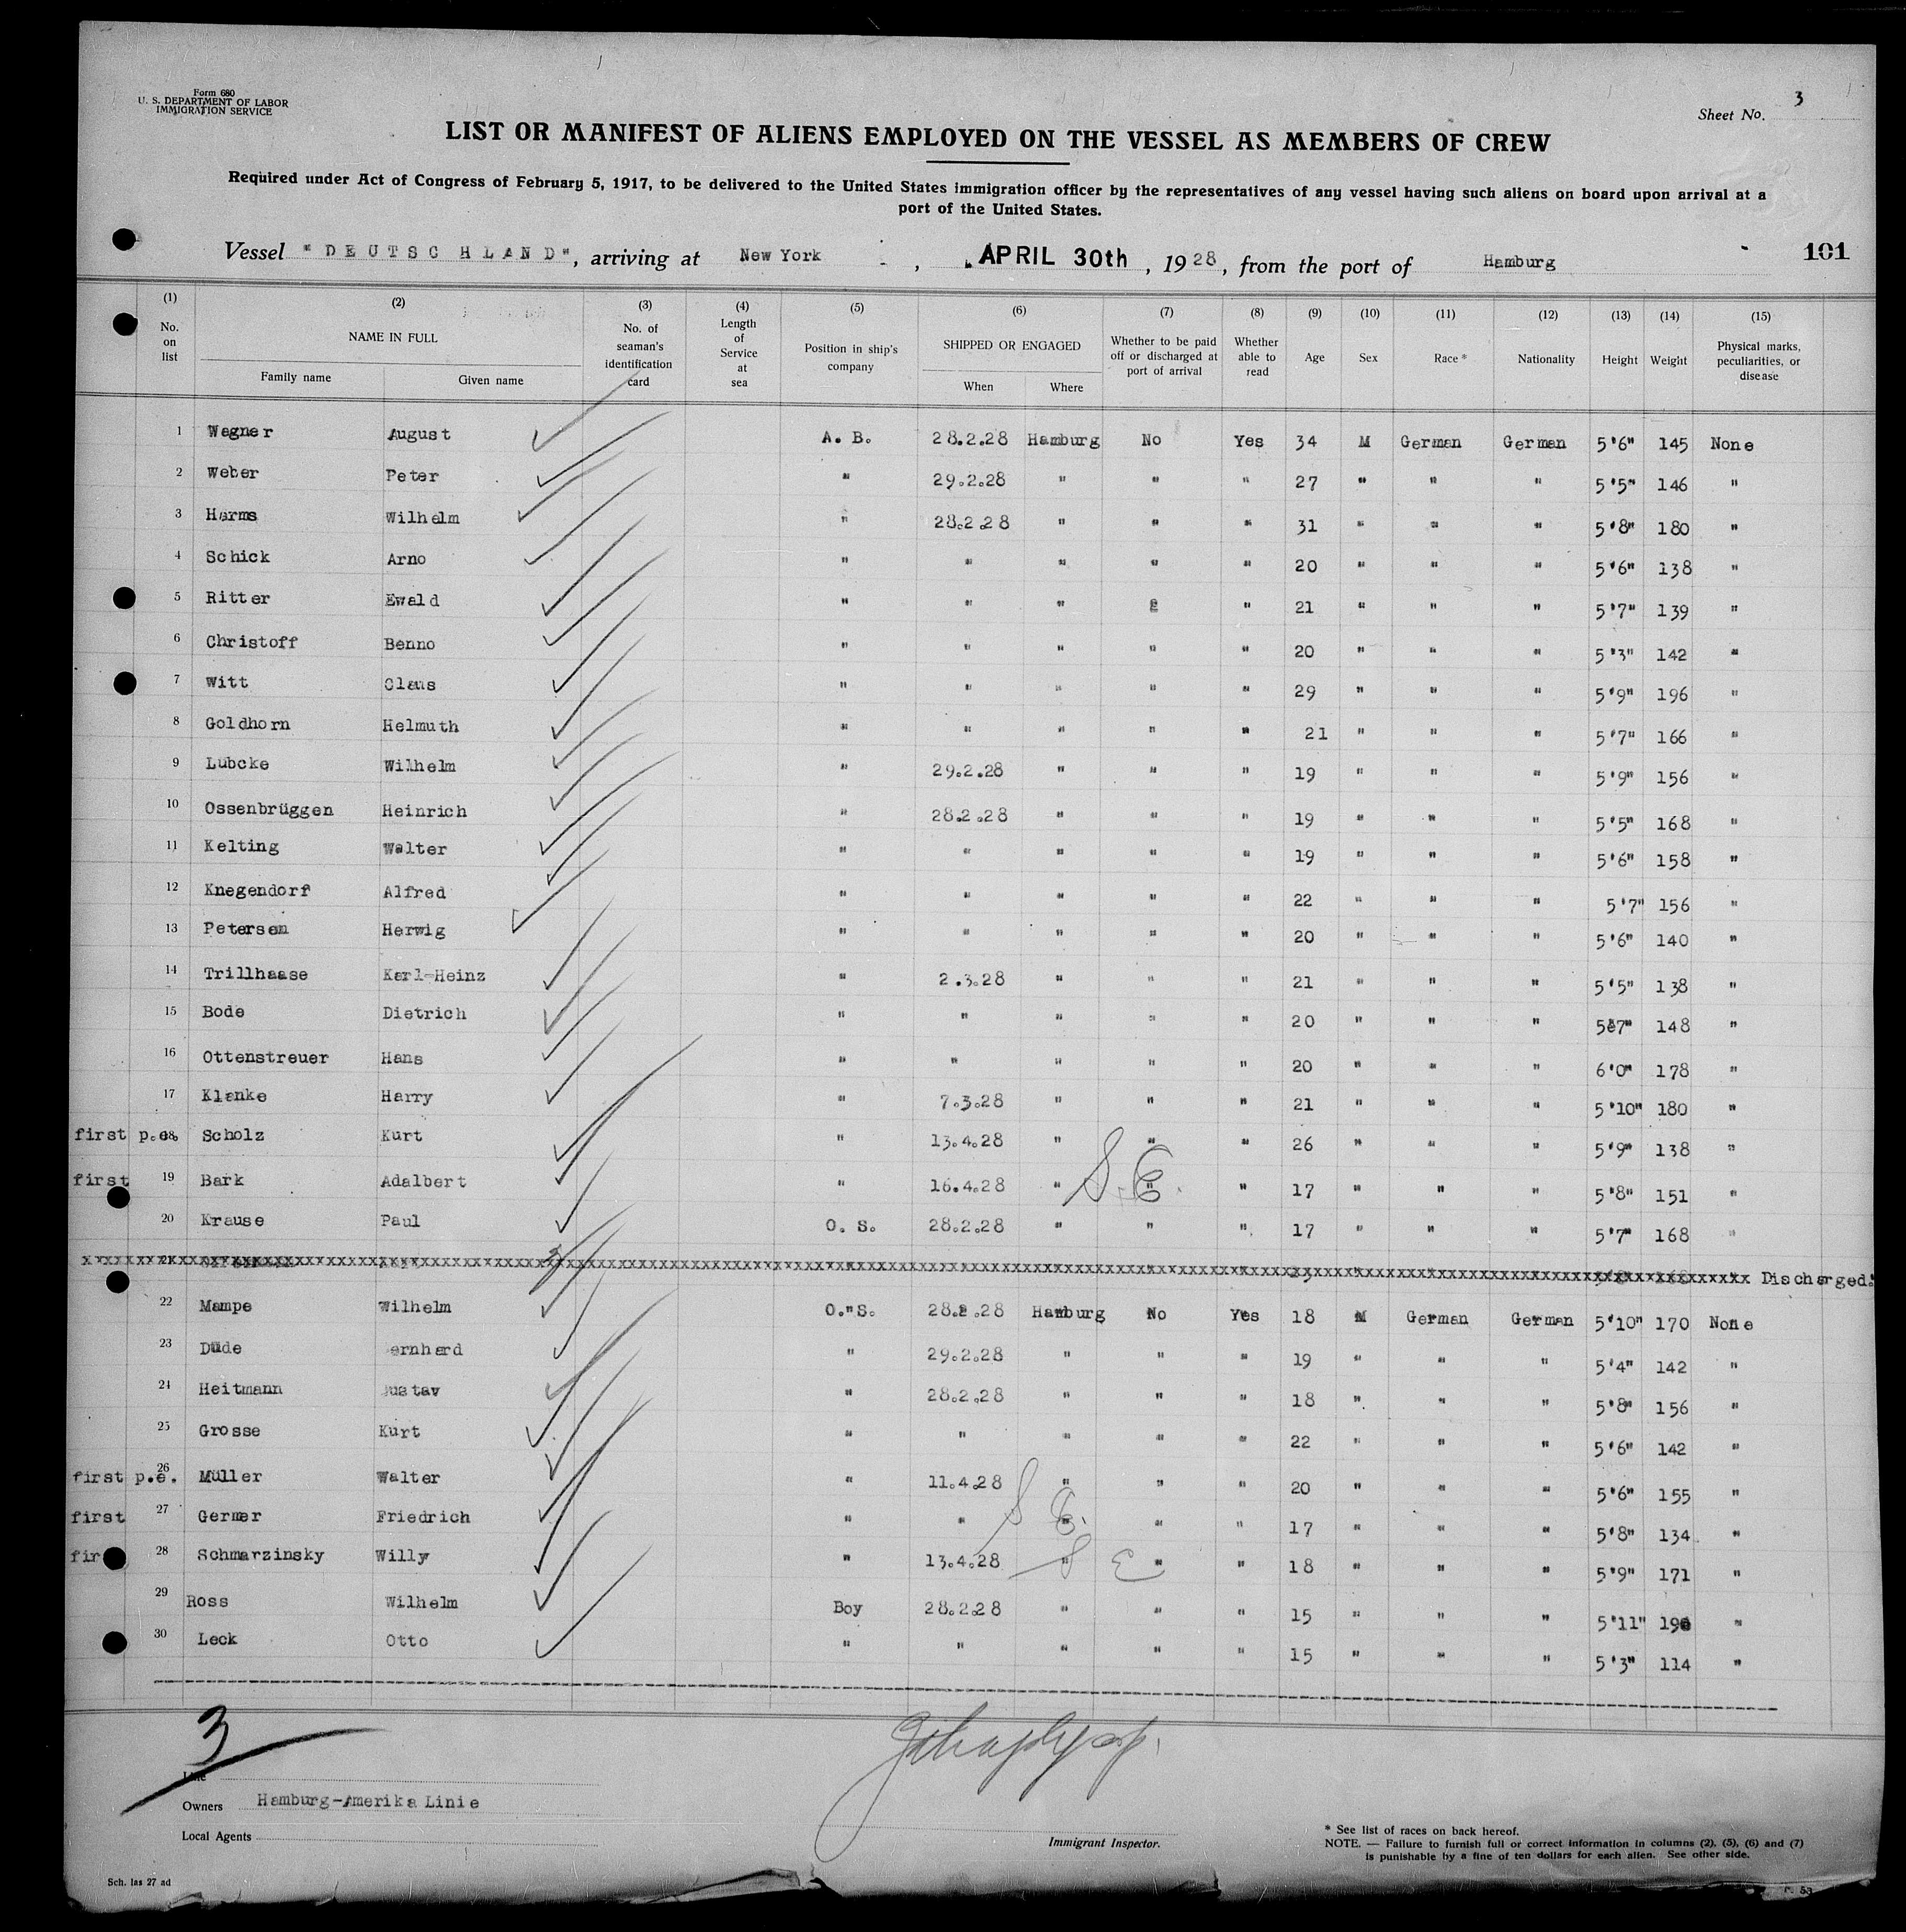 Form 680
U. S. DEPARTMENT OF LABOR
IMMIGRATION SERVICE
Sheet No. 3
LIST OR MANIFEST OF ALIENS EMPLOYED ON THE VESSEL AS MEMBERS OF CREW
Required under Act of Congress of February 5, 1917, to be delivered to the United States immigration officer by the representatives of any vessel having such aliens on board upon arrival at a
port of the United States.
Vessel "DEUTSCHLAND", arriving at New York, APRIL 30th, 1928, from the port of Hamburg 101
(1) (2) (3) (4) (5) (6) (7) (8) (9) (10) (11) (12) (13) (14) (15)
No. on list NAME IN FULL Family name Given name No. of seaman's identification card Length of Service at sea Position in ship's company SHIPPED OR ENGAGED When Where Whether to be paid off or discharged at port of arrival Whether able to read Age Sex Race * Nationality Height Weight Physical marks, peculiarities, or disease
1 Wegner August A. B. 28.2.28 Hamburg No Yes 34 M German German 5'6" 145 None
2 Weber Peter " 29.2.28 " " " 27 " " " 5'5" 146 "
3 Harms Wilhelm " 28.2.28 " " " 31 " " " 5'8" 180 "
4 Schick Arno " " " " " 20 " " " 5'6" 138 "
5 Ritter Ewald " " " " 21 " " " 5'7" 139 "
6 Christoff Benno " " " " " 20 " " " 5'3" 142 "
7 Witt Claus " " " " " 29 " " " 5'9" 196 "
8 Goldhorn Helmuth " " " " " 21 " " " 5'7" 166 "
9 Lübcke Wilhelm " 29.2.28 " " " 19 " " " 5'9" 156 "
10 Ossenbrüggen Heinrich " 28.2.28 " " " 19 " " " 5'5" 168 "
11 Kelting Walter " " " " " 19 " " " 5'6" 158 "
12 Knegendorf Alfred " " " " " 22 " " " 5'7" 156 "
13 Petersen Herwig " " " " " 20 " " " 5'6" 140 "
14 Trillhaase Karl-Heinz " 2.3.28 " " " 21 " " " 5'5" 138 "
15 Bode Dietrich " " " " " 20 " " " 5'7" 148 "
16 Ottenstreuer Hans " " " " " 20 " " " 6'0" 178 "
17 Klanke Harry " 7.3.28 " " " 21 " " " 5'10" 180 "
first p.e. 18 Scholz Kurt " 13.4.28 " " " 26 " " " 5'9" 138 "
first 19 Bark Adalbert " 16.4.28 " S.E. " " 17 " " " 5'8" 151 "
20 Krause Paul O. S. 28.2.28 " " " 17 " " " 5'7" 168 "
21 Discharged.
22 Mampe Wilhelm O."S. 28.2.28 Hamburg No Yes 18 M German German 5'10" 170 None
23 Düde ernhard " 29.2.28 " " " 19 " " " 5'4" 142 "
24 Heitmann ustav " 28.2.28 " " " 18 " " " 5'8" 156 "
25 Grosse Kurt " " " " " 22 " " " 5'6" 142 "
first p.e. 26 Müller Walter " 11.4.28 " " " 20 " " " 5'6" 155 "
first 27 Germer Friedrich " " S E. " " " 17 " " " 5'8" 134 "
fir 28 Schmarzinsky Willy " 13.4.28 " S E " " 18 " " " 5'9" 171 "
29 Ross Wilhelm Boy 28.2.28 " " " 15 " " " 5'11" 190 "
30 Leck Otto " " " " " 15 " " " 5'3" 114 "
3
Line
Owners Hamburg-Amerika Linie
Local Agents
Immigrant Inspector.
* See list of races on back hereof.
NOTE. — Failure to furnish full or correct information in columns (2), (5), (6) and (7)
is punishable by a fine of ten dollars for each alien. See other side.
Sch. las 27 ad